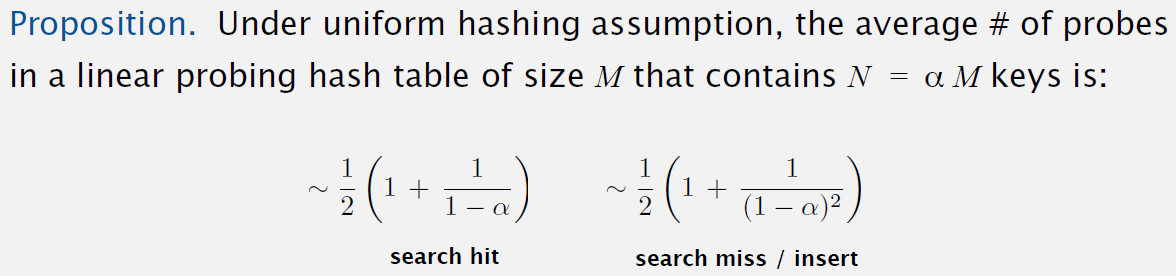 Proposition. Under uniform hashing assumption, the average # of probes
in a linear probing hash table of size M that contains N = α M keys is:
~ 1/2 (1 + 1/(1 − α)) ~ 1/2 (1 + 1/(1 − α)²)
search hit search miss / insert